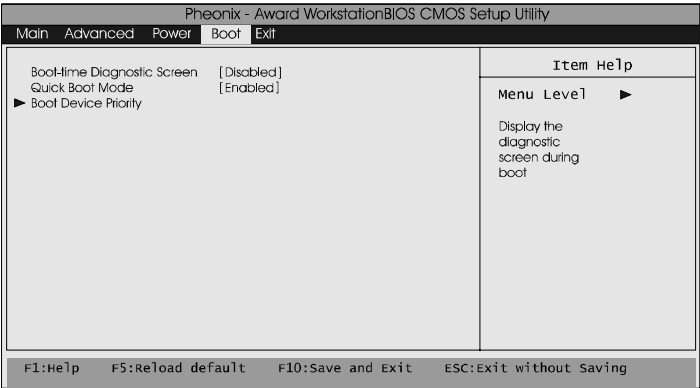 Pheonix - Award WorkstationBIOS CMOS Setup Utility
Main Advanced Power Boot Exit
Boot-time Diagnostic Screen [Disabled]
Quick Boot Mode [Enabled]
▶ Boot Device Priority
Item Help
Menu Level ▶
Display the
diagnostic
screen during
boot
F1:Help F5:Reload default F10:Save and Exit ESC:Exit without Saving